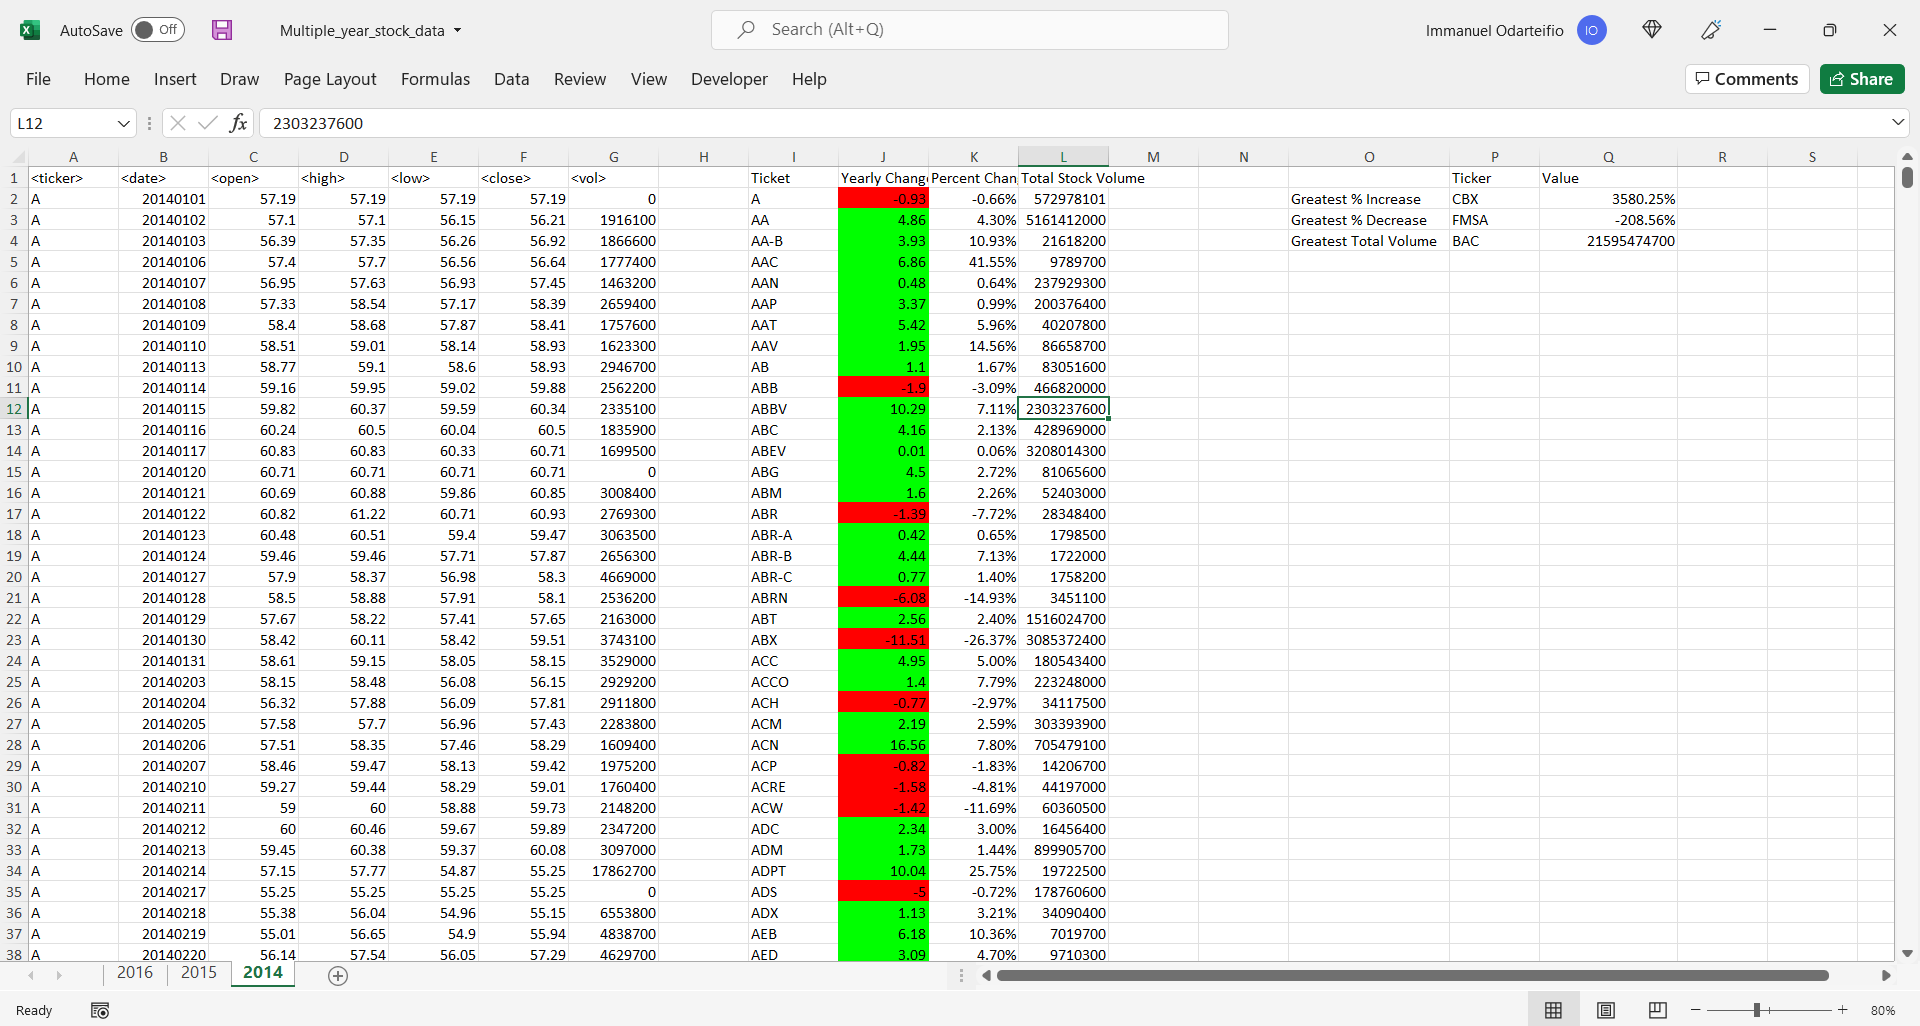 AutoSave Off Multiple_year_stock_data Search (Alt+Q) Immanuel Odarteifio IO
File Home Insert Draw Page Layout Formulas Data Review View Developer Help Comments Share
L12 fx 2303237600
A B C D E F G H I J K L M N O P Q R S
1 <ticker> <date> <open> <high> <low> <close> <vol> Ticket Yearly Chang Percent Chan Total Stock Volume Ticker Value
2 A 20140101 57.19 57.19 57.19 57.19 0 A -0.93 -0.66% 572978101 Greatest % Increase CBX 3580.25%
3 A 20140102 57.1 57.1 56.15 56.21 1916100 AA 4.86 4.30% 5161412000 Greatest % Decrease FMSA -208.56%
4 A 20140103 56.39 57.35 56.26 56.92 1866600 AA-B 3.93 10.93% 21618200 Greatest Total Volume BAC 21595474700
5 A 20140106 57.4 57.7 56.56 56.64 1777400 AAC 6.86 41.55% 9789700
6 A 20140107 56.95 57.63 56.93 57.45 1463200 AAN 0.48 0.64% 237929300
7 A 20140108 57.33 58.54 57.17 58.39 2659400 AAP 3.37 0.99% 200376400
8 A 20140109 58.4 58.68 57.87 58.41 1757600 AAT 5.42 5.96% 40207800
9 A 20140110 58.51 59.01 58.14 58.93 1623300 AAV 1.95 14.56% 86658700
10 A 20140113 58.77 59.1 58.6 58.93 2946700 AB 1.1 1.67% 83051600
11 A 20140114 59.16 59.95 59.02 59.88 2562200 ABB -1.9 -3.09% 466820000
12 A 20140115 59.82 60.37 59.59 60.34 2335100 ABBV 10.29 7.11% 2303237600
13 A 20140116 60.24 60.5 60.04 60.5 1835900 ABC 4.16 2.13% 428969000
14 A 20140117 60.83 60.83 60.33 60.71 1699500 ABEV 0.01 0.06% 3208014300
15 A 20140120 60.71 60.71 60.71 60.71 0 ABG 4.5 2.72% 81065600
16 A 20140121 60.69 60.88 59.86 60.85 3008400 ABM 1.6 2.26% 52403000
17 A 20140122 60.82 61.22 60.71 60.93 2769300 ABR -1.39 -7.72% 28348400
18 A 20140123 60.48 60.51 59.4 59.47 3063500 ABR-A 0.42 0.65% 1798500
19 A 20140124 59.46 59.46 57.71 57.87 2656300 ABR-B 4.44 7.13% 1722000
20 A 20140127 57.9 58.37 56.98 58.3 4669000 ABR-C 0.77 1.40% 1758200
21 A 20140128 58.5 58.88 57.91 58.1 2536200 ABRN -6.08 -14.93% 3451100
22 A 20140129 57.67 58.22 57.41 57.65 2163000 ABT 2.56 2.40% 1516024700
23 A 20140130 58.42 60.11 58.42 59.51 3743100 ABX -11.51 -26.37% 3085372400
24 A 20140131 58.61 59.15 58.05 58.15 3529000 ACC 4.95 5.00% 180543400
25 A 20140203 58.15 58.48 56.08 56.15 2929200 ACCO 1.4 7.79% 223248000
26 A 20140204 56.32 57.88 56.09 57.81 2911800 ACH -0.77 -2.97% 34117500
27 A 20140205 57.58 57.7 56.96 57.43 2283800 ACM 2.19 2.59% 303393900
28 A 20140206 57.51 58.35 57.46 58.29 1609400 ACN 16.56 7.80% 705479100
29 A 20140207 58.46 59.47 58.13 59.42 1975200 ACP -0.82 -1.83% 14206700
30 A 20140210 59.27 59.44 58.29 59.01 1760400 ACRE -1.58 -4.81% 44197000
31 A 20140211 59 60 58.88 59.73 2148200 ACW -1.42 -11.69% 60360500
32 A 20140212 60 60.46 59.67 59.89 2347200 ADC 2.34 3.00% 16456400
33 A 20140213 59.45 60.38 59.37 60.08 3097000 ADM 1.73 1.44% 899905700
34 A 20140214 57.15 57.77 54.87 55.25 17862700 ADPT 10.04 25.75% 19722500
35 A 20140217 55.25 55.25 55.25 55.25 0 ADS -5 -0.72% 178760600
36 A 20140218 55.38 56.04 54.96 55.15 6553800 ADX 1.13 3.21% 34090400
37 A 20140219 55.01 56.65 54.9 55.94 4838700 AEB 6.18 10.36% 7019700
38 A 20140220 56.14 57.54 56.05 57.29 4629700 AED 3.09 4.70% 9710300
2016 2015 2014
Ready 80%